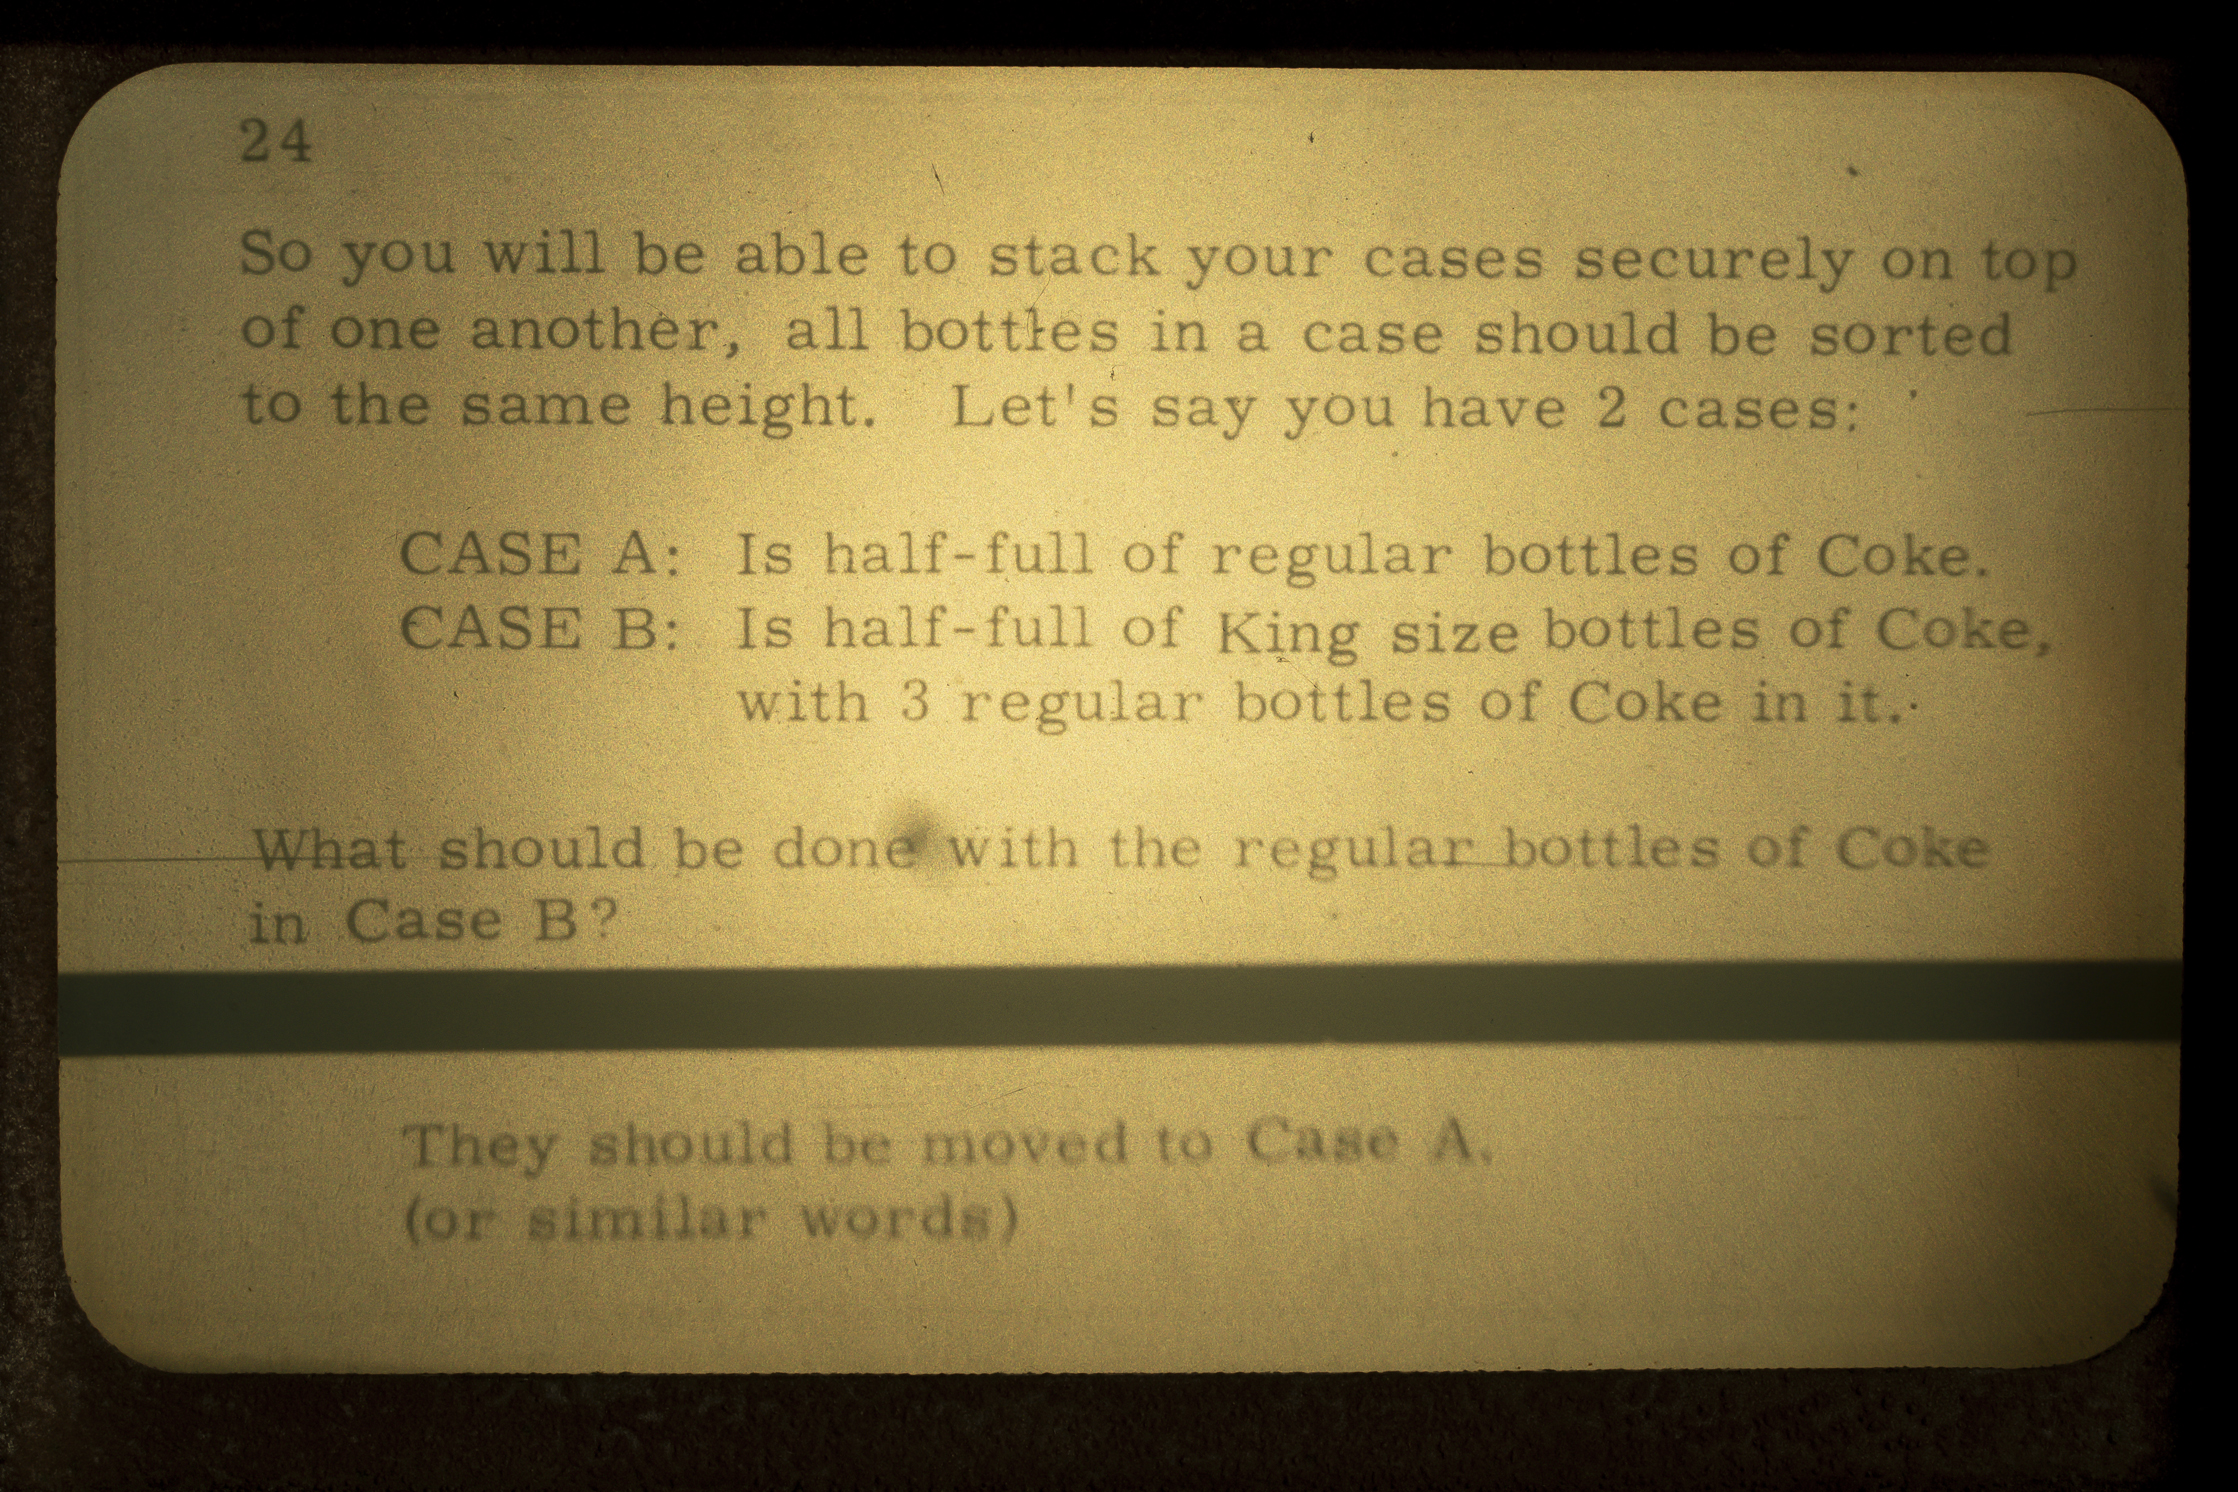 24
So you will be able to stack your cases securely on top
of one another, all bottles in a case should be sorted
to the same height. Let's say you have 2 cases:
CASE A: Is half-full of regular bottles of Coke.
CASE B: Is half-full of King size bottles of Coke,
with 3 regular bottles of Coke in it.
What should be done with the regular bottles of Coke
in Case B?
They should be moved to Case A.
(or similar words)